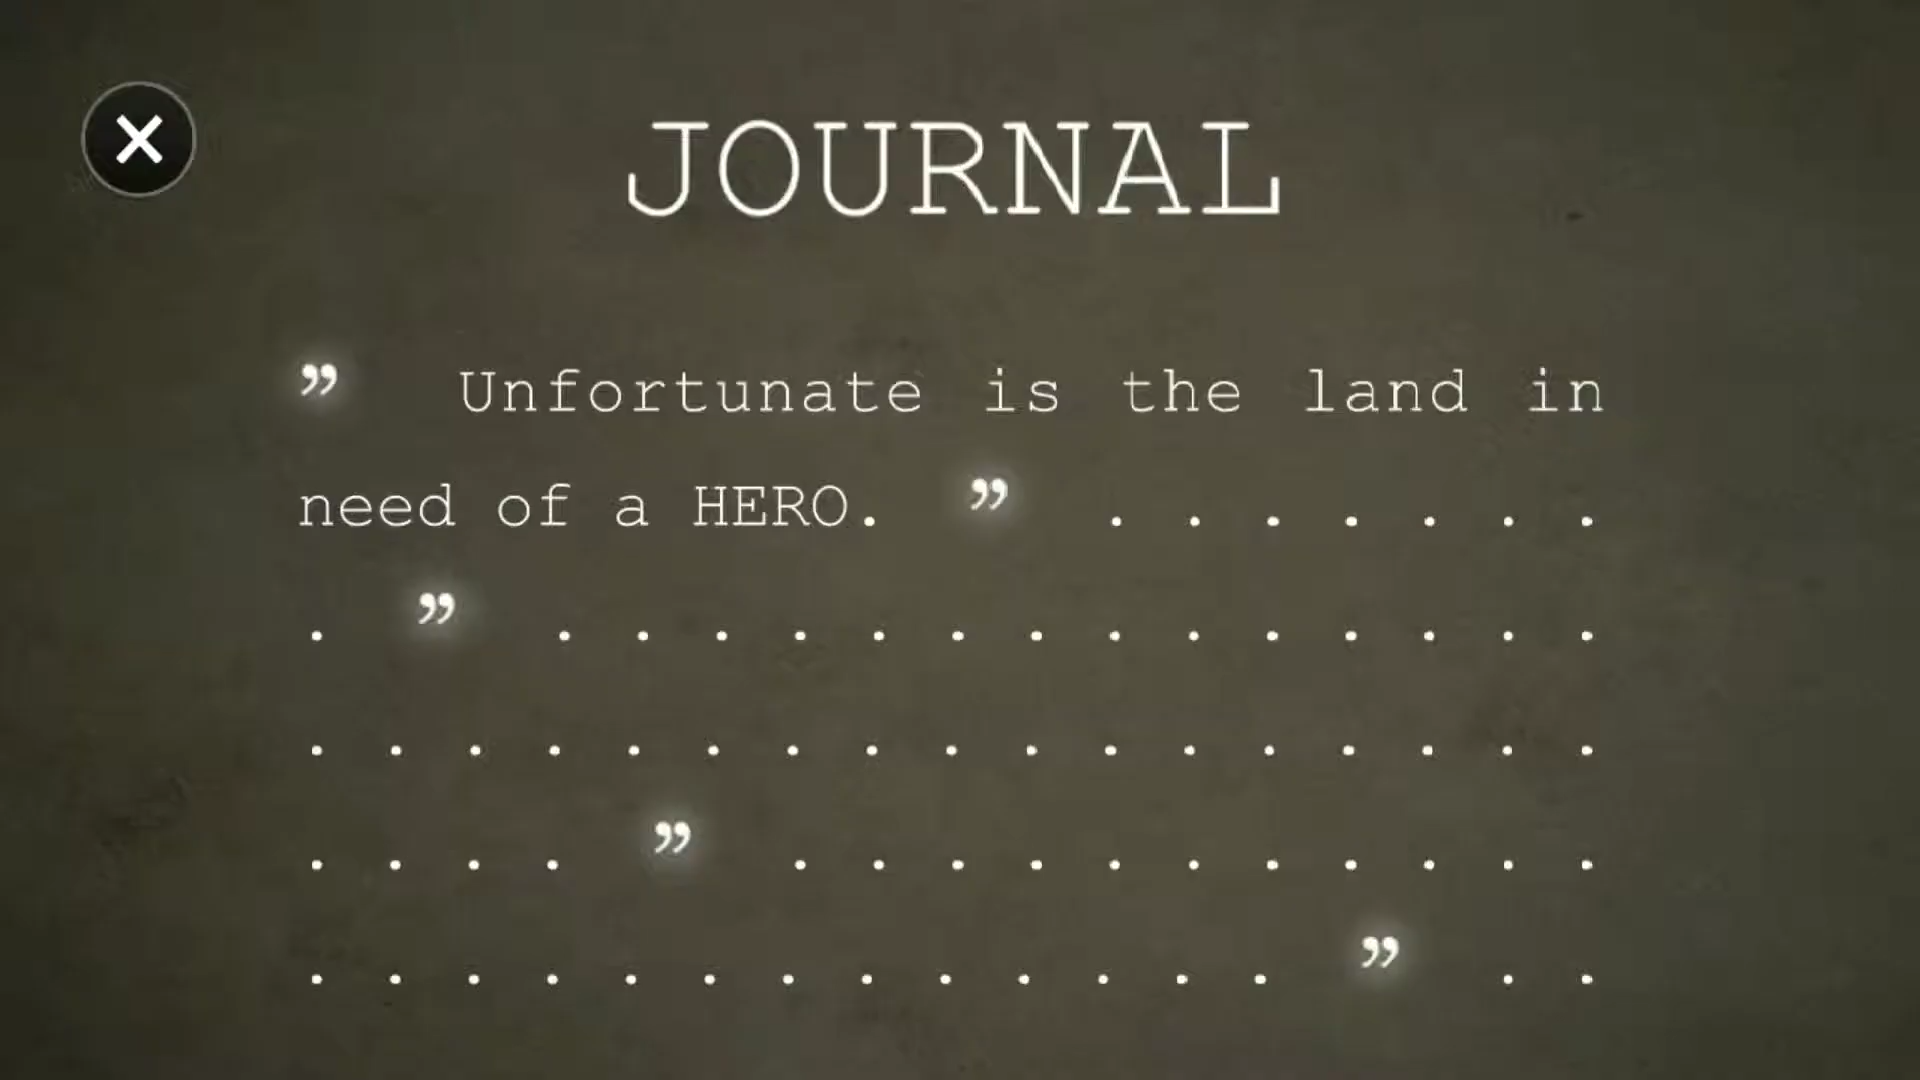 JOURNAL
” Unfortunate is the land in
need of a HERO. ” . . . . . . .
. ” . . . . . . . . . . . . . .
. . . . . . . . . . . . . . . . .
. . . . ” . . . . . . . . . . .
. . . . . . . . . . . . . ” . .